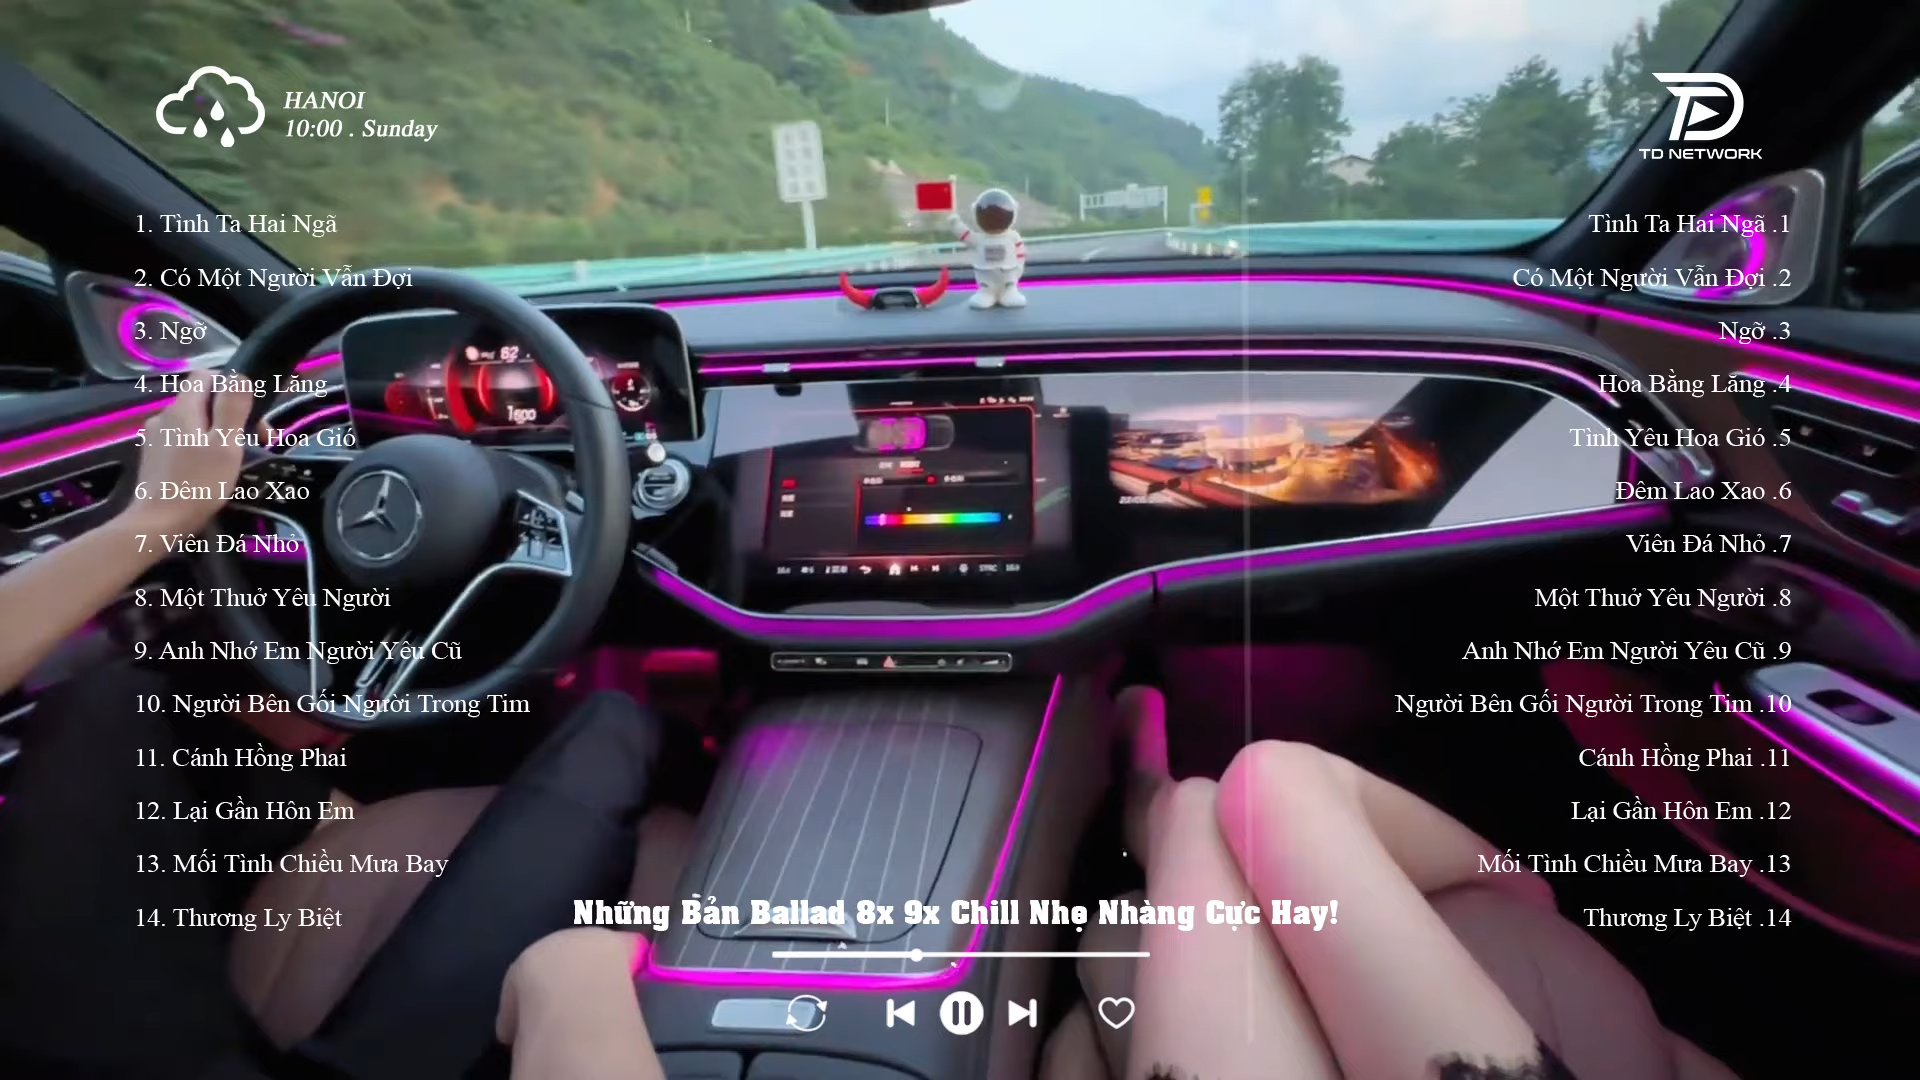 HANOI
10:00 . Sunday
TD NETWORK
1. Tình Ta Hai Ngã
2. Có Một Người Vẫn Đợi
3. Ngỡ
4. Hoa Bằng Lăng
5. Tình Yêu Hoa Gió
6. Đêm Lao Xao
7. Viên Đá Nhỏ
8. Một Thuở Yêu Người
9. Anh Nhớ Em Người Yêu Cũ
10. Người Bên Gối Người Trong Tim
11. Cánh Hồng Phai
12. Lại Gần Hôn Em
13. Mối Tình Chiều Mưa Bay
14. Thương Ly Biệt
Tình Ta Hai Ngã .1
Có Một Người Vẫn Đợi .2
Ngỡ .3
Hoa Bằng Lăng .4
Tình Yêu Hoa Gió .5
Đêm Lao Xao .6
Viên Đá Nhỏ .7
Một Thuở Yêu Người .8
Anh Nhớ Em Người Yêu Cũ .9
Người Bên Gối Người Trong Tim .10
Cánh Hồng Phai .11
Lại Gần Hôn Em .12
Mối Tình Chiều Mưa Bay .13
Thương Ly Biệt .14
62
1600
Những Bản Ballad 8x 9x Chill Nhẹ Nhàng Cực Hay!